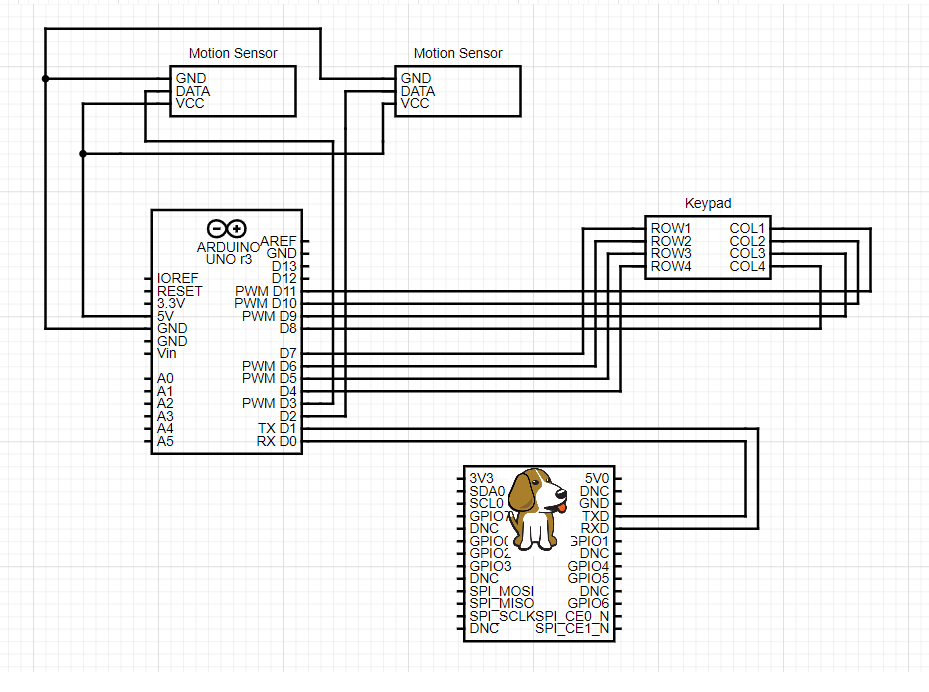 Motion Sensor
GND
DATA
VCC
Motion Sensor
GND
DATA
VCC
ARDUINO
UNO r3
IOREF
RESET
3.3V
5V
GND
GND
Vin
A0
A1
A2
A3
A4
A5
AREF
GND
D13
D12
PWM D11
PWM D10
PWM D9
D8
D7
PWM D6
PWM D5
D4
PWM D3
D2
TX D1
RX D0
Keypad
ROW1
ROW2
ROW3
ROW4
COL1
COL2
COL3
COL4
3V3
SDA0
SCL0
GPIO7
DNC
GPIO0
GPIO2
GPIO3
DNC
SPI_MOSI
SPI_MISO
SPI_SCLK
DNC
5V0
DNC
GND
TXD
RXD
GPIO1
DNC
GPIO4
GPIO5
DNC
GPIO6
SPI_CE0_N
SPI_CE1_N